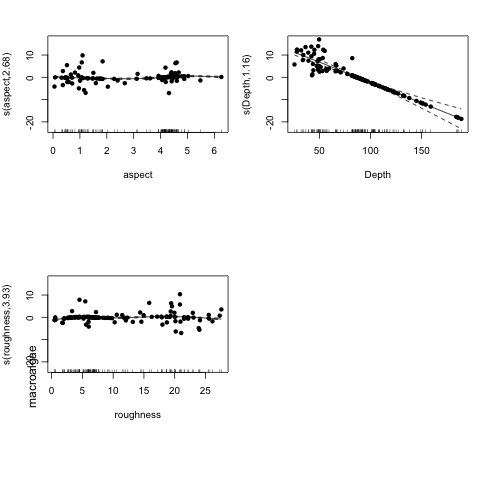 s(aspect,2.68)
10
0
-20
0 1 2 3 4 5 6
aspect
s(Depth,1.16)
10
0
-20
50 100 150
Depth
s(roughness,3.93)
10
0
0 5 10 15 20 25
roughness
macroalgae